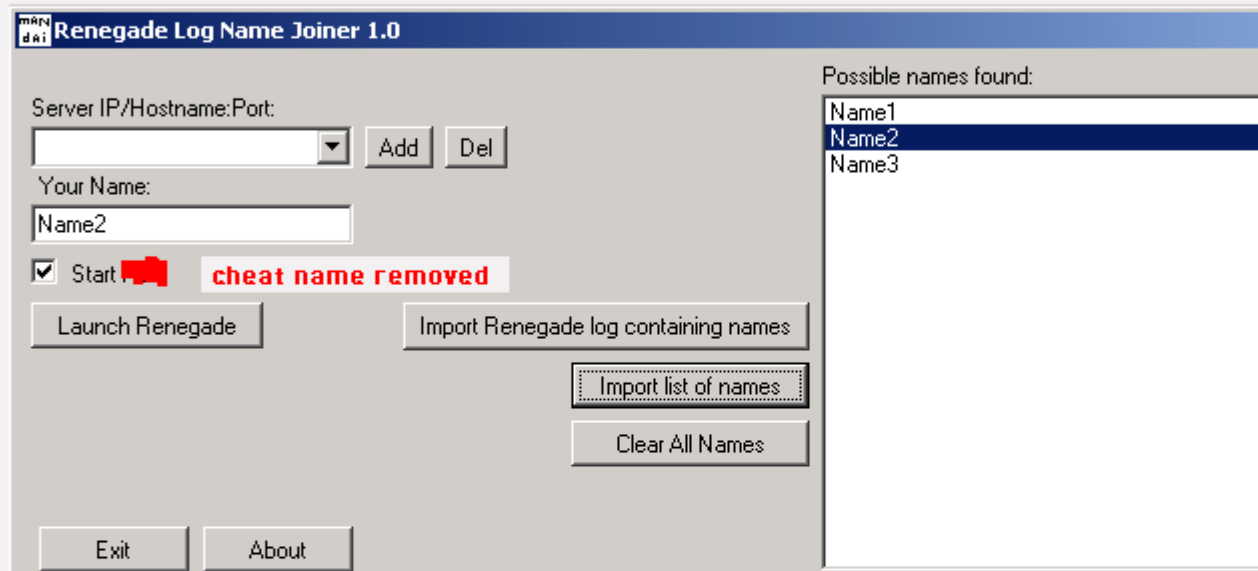 mAN
dAi
Renegade Log Name Joiner 1.0
Server IP/Hostname:Port:
Add
Del
Your Name:
Name2
Start
cheat name removed
Launch Renegade
Import Renegade log containing names
Import list of names
Clear All Names
Exit
About
Possible names found:
Name1
Name2
Name3